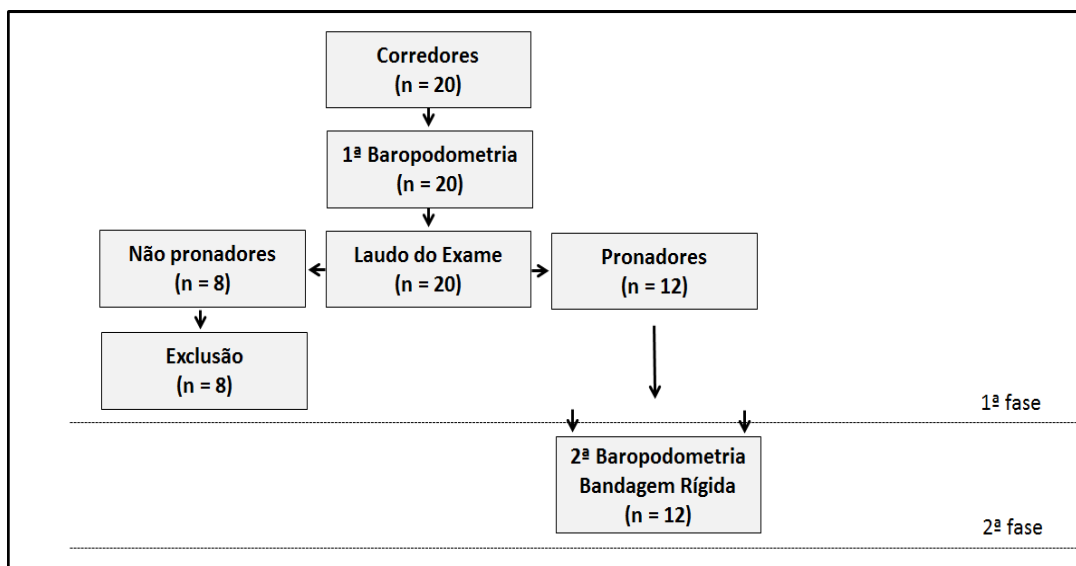 Corredores
(n = 20)
1ª Baropodometria
(n = 20)
Não pronadores
(n = 8)
Laudo do Exame
(n = 20)
Pronadores
(n = 12)
Exclusão
(n = 8)
1ª fase
2ª Baropodometria
Bandagem Rígida
(n = 12)
2ª fase